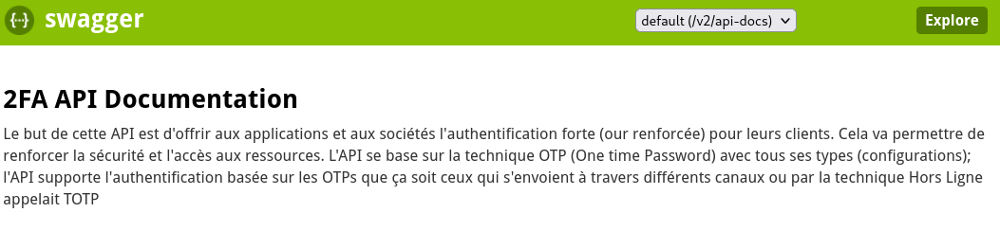 {···} swagger default (/v2/api-docs) Explore
2FA API Documentation
Le but de cette API est d'offrir aux applications et aux sociétés l'authentification forte (our renforcée) pour leurs clients. Cela va permettre de
renforcer la sécurité et l'accès aux ressources. L'API se base sur la technique OTP (One time Password) avec tous ses types (configurations);
l'API supporte l'authentification basée sur les OTPs que ça soit ceux qui s'envoient à travers différents canaux ou par la technique Hors Ligne
appelait TOTP